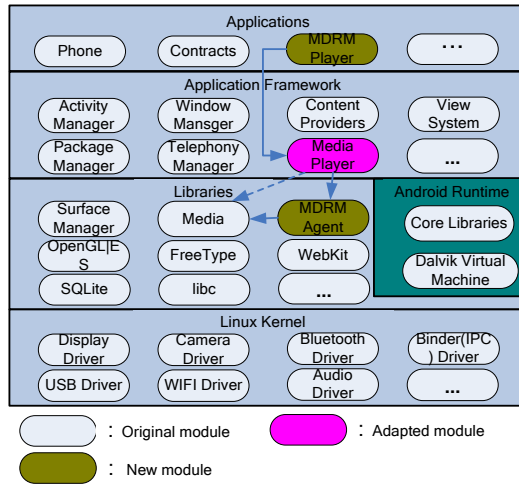 Applications
Phone
Contracts
MDRM
Player
...
Application Framework
Activity
Manager
Window
Mansger
Content
Providers
View
System
Package
Manager
Telephony
Manager
Media
Player
...
Libraries
Android Runtime
Surface
Manager
Media
MDRM
Agent
Core Libraries
OpenGL|E
S
FreeType
WebKit
Dalvik Virtual
Machine
SQLite
libc
...
Linux Kernel
Display
Driver
Camera
Driver
Bluetooth
Driver
Binder(IPC
) Driver
USB Driver
WIFI Driver
Audio
Driver
...
: Original module
: Adapted module
: New module